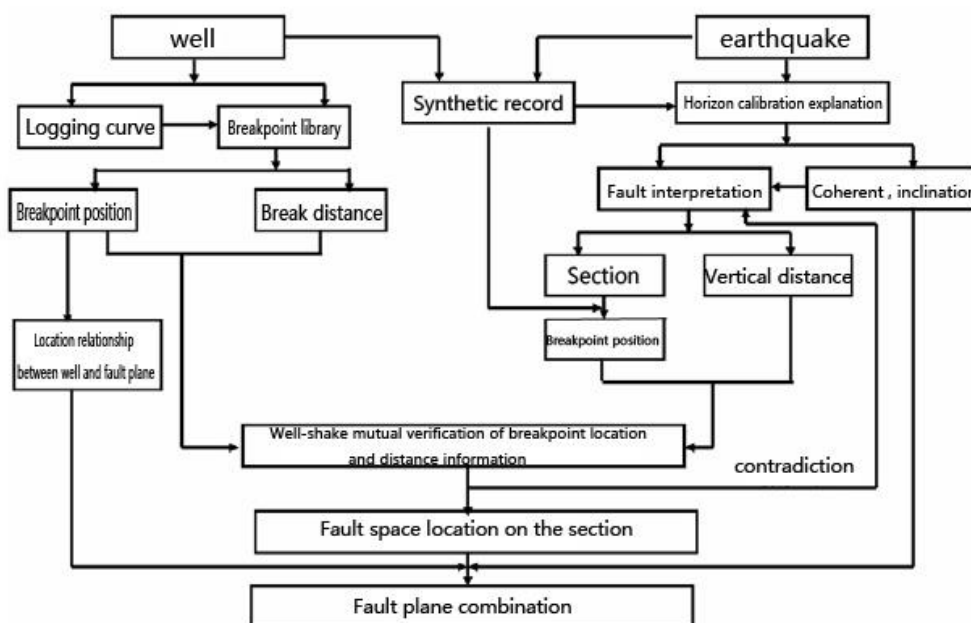 well
earthquake
Synthetic record
Horizon calibration explanation
Logging curve
Breakpoint library
Fault interpretation
Coherent , inclination
Breakpoint position
Break distance
Section
Vertical distance
Location relationship
between well and fault plane
Breakpoint position
Well-shake mutual verification of breakpoint location
and distance information
contradiction
Fault space location on the section
Fault plane combination